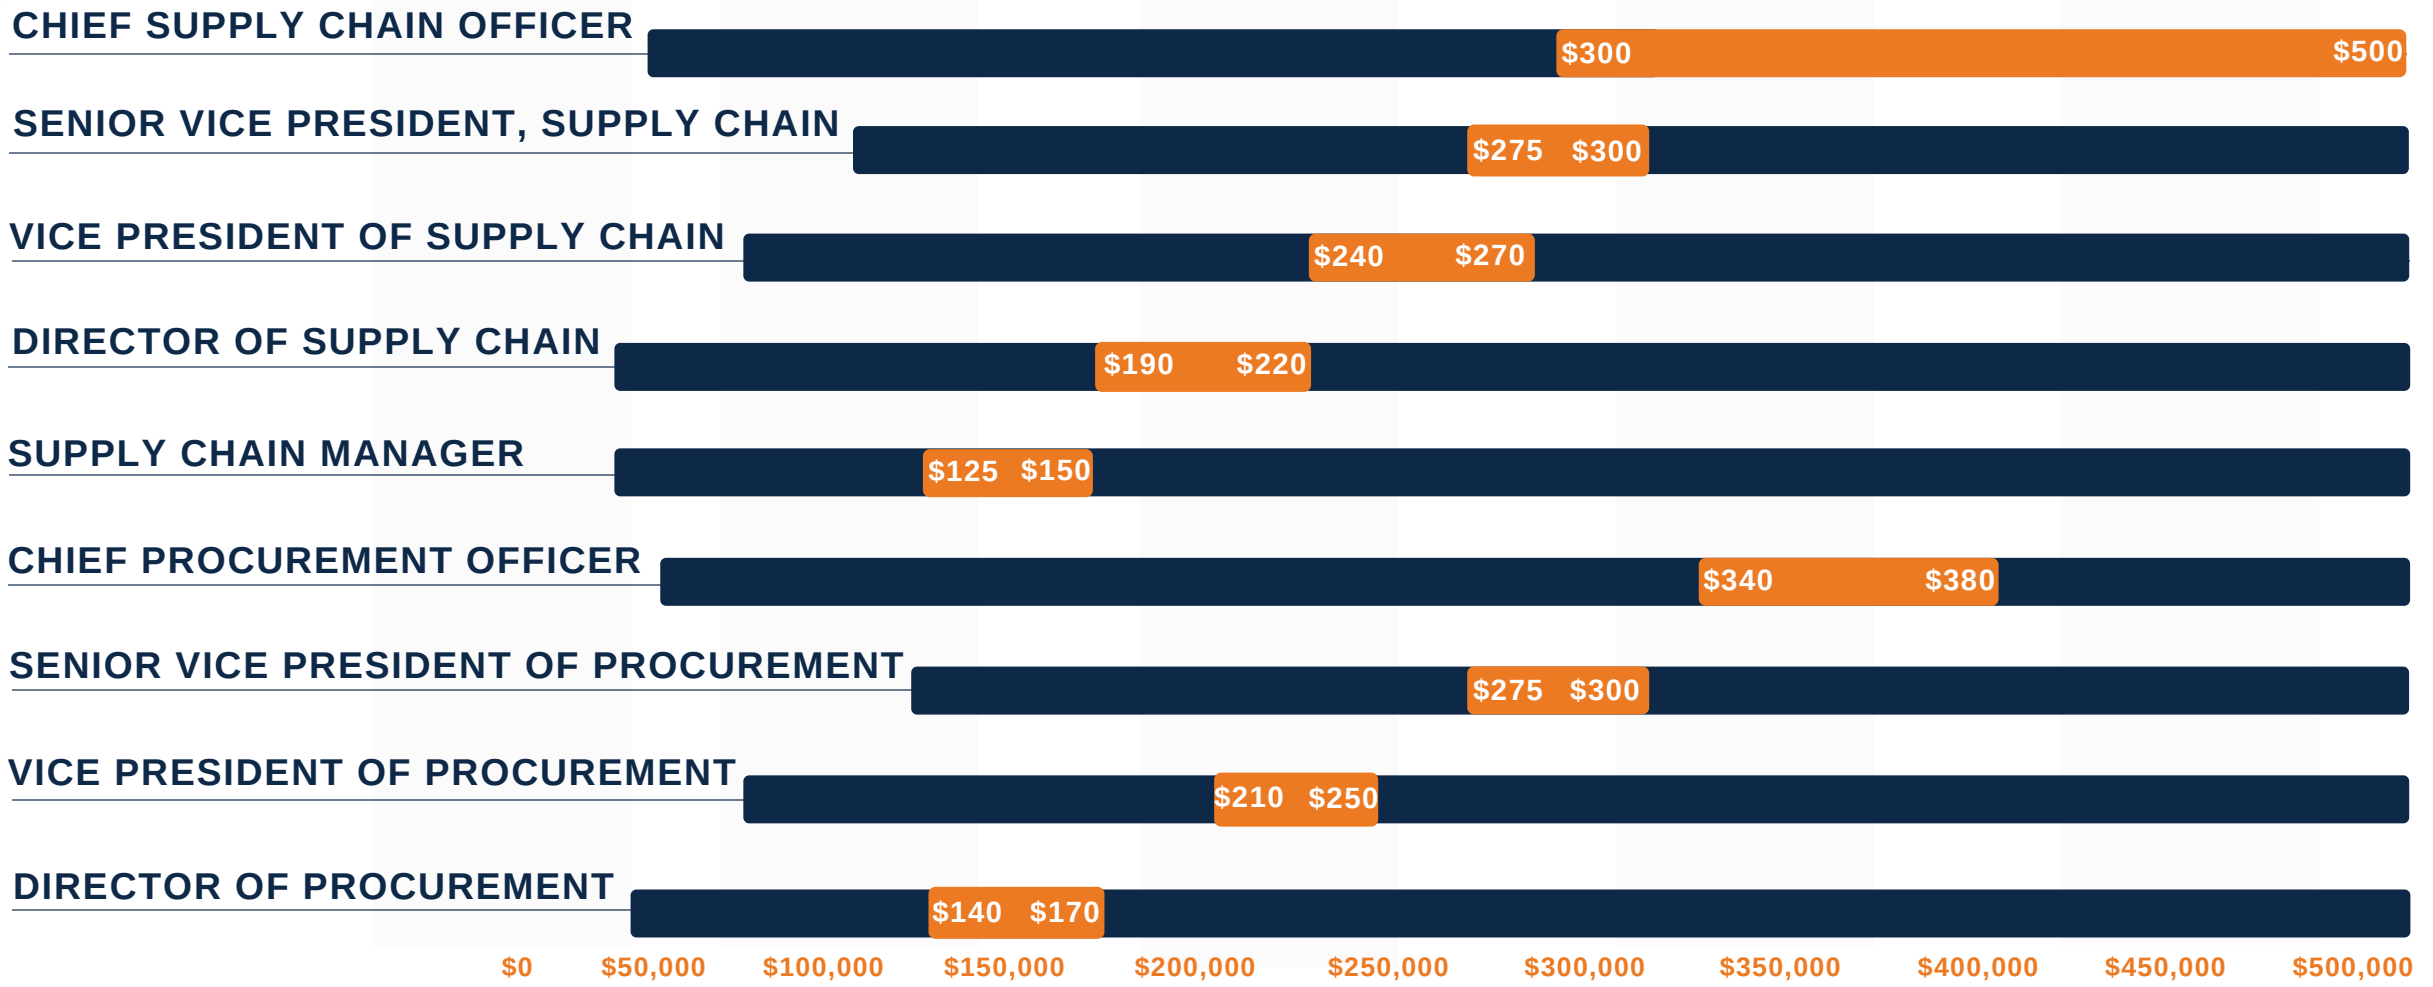 CHIEF SUPPLY CHAIN OFFICER
$300 $500
SENIOR VICE PRESIDENT, SUPPLY CHAIN
$275 $300
VICE PRESIDENT OF SUPPLY CHAIN
$240 $270
DIRECTOR OF SUPPLY CHAIN
$190 $220
SUPPLY CHAIN MANAGER
$125 $150
CHIEF PROCUREMENT OFFICER
$340 $380
SENIOR VICE PRESIDENT OF PROCUREMENT
$275 $300
VICE PRESIDENT OF PROCUREMENT
$210 $250
DIRECTOR OF PROCUREMENT
$140 $170
$0 $50,000 $100,000 $150,000 $200,000 $250,000 $300,000 $350,000 $400,000 $450,000 $500,000